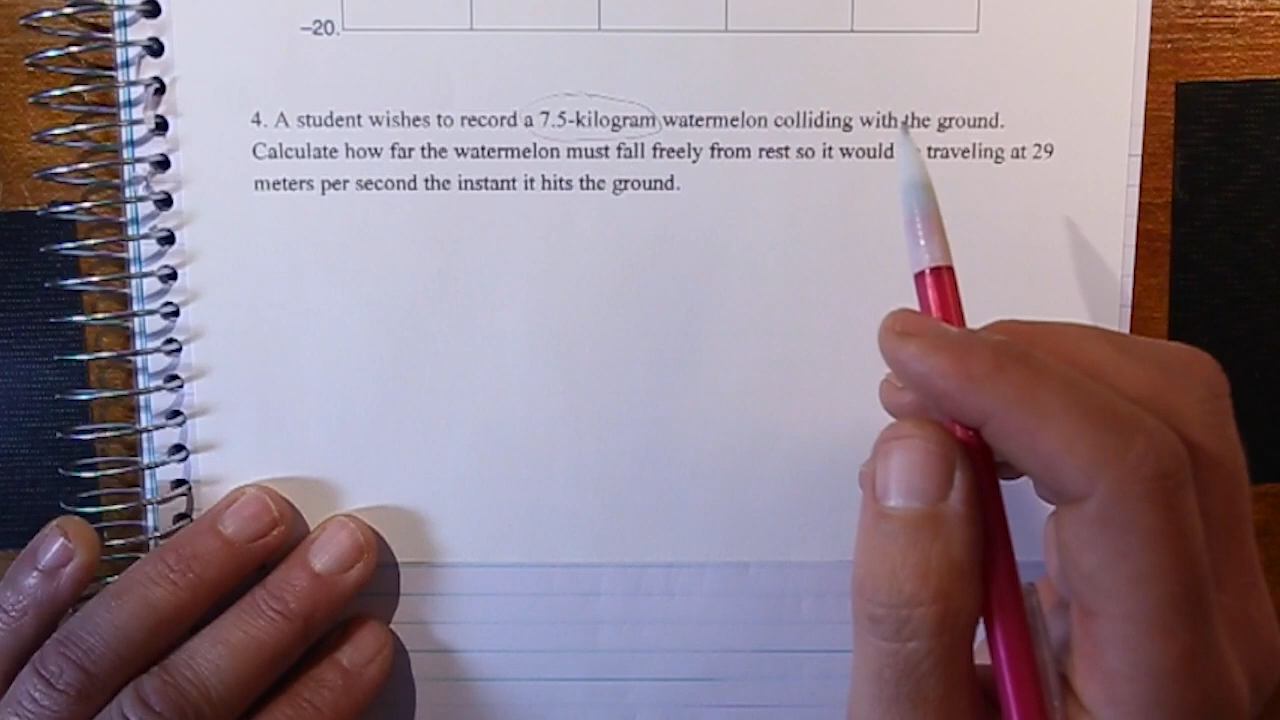 -20.
4. A student wishes to record a 7.5-kilogram watermelon colliding with the ground.
Calculate how far the watermelon must fall freely from rest so it would traveling at 29
meters per second the instant it hits the ground.